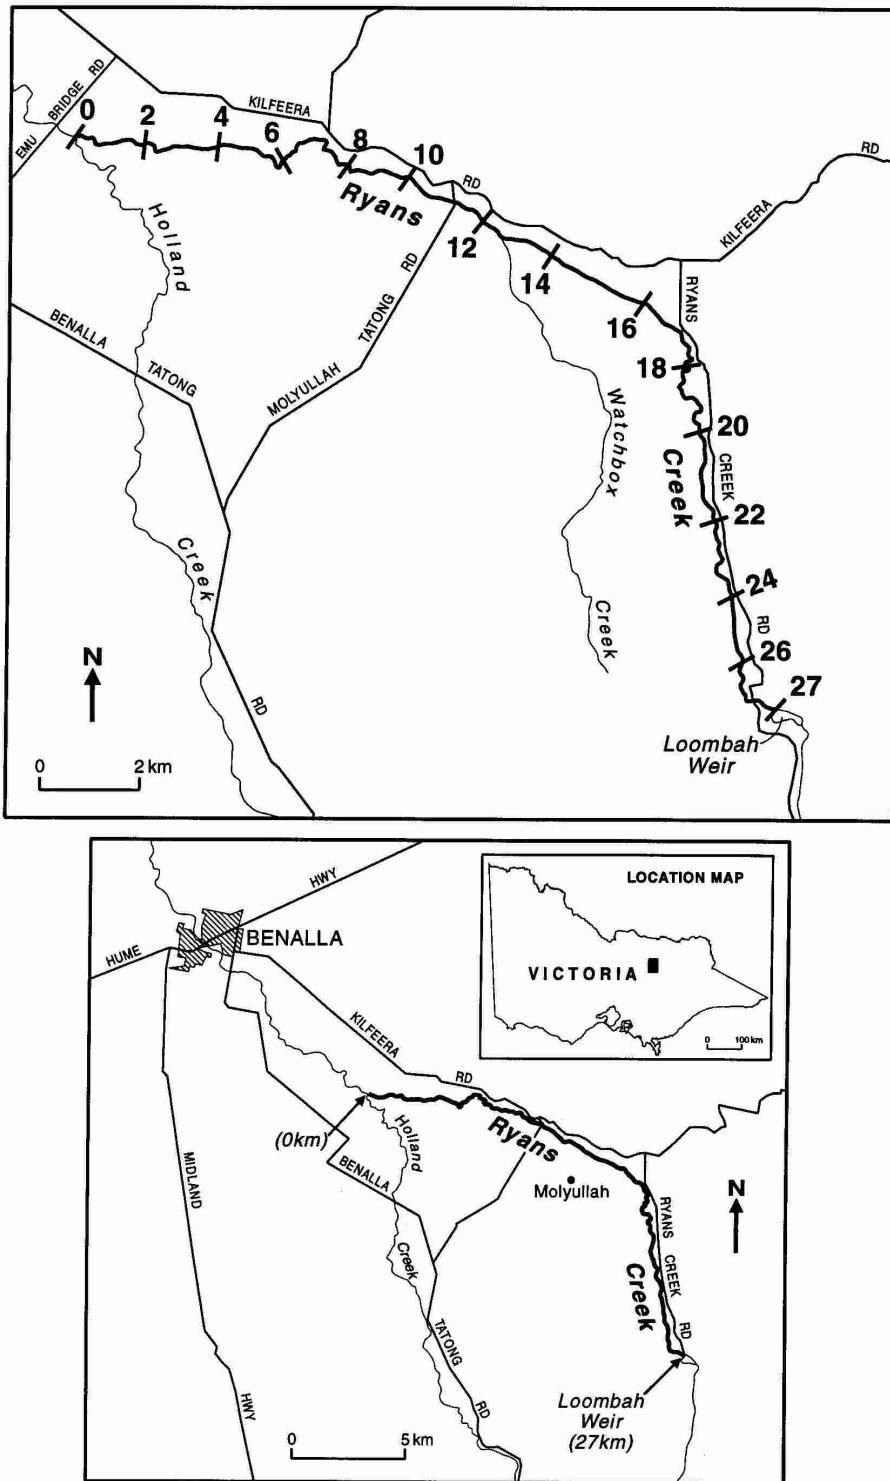 KILFEERA
RD
EMU BRIDGE RD
0
2
4
6
8
10
12
14
16
18
20
22
24
26
27
Ryans
Creek
KILFEERA
RD
RYANS
CREEK
RD
Holland
Creek
BENALLA
TATONG
RD
MOLYULLAH
TATONG
RD
Watchbox
Creek
N
0 2 km
Loombah
Weir
HUME
HWY
BENALLA
LOCATION MAP
VICTORIA
0 100 km
KILFEERA
RD
(0km)
Ryans
Creek
Holland
Creek
BENALLA
TATONG
RD
MIDLAND
HWY
Molyullah
RYANS
CREEK
RD
N
Loombah
Weir
(27km)
0 5 km